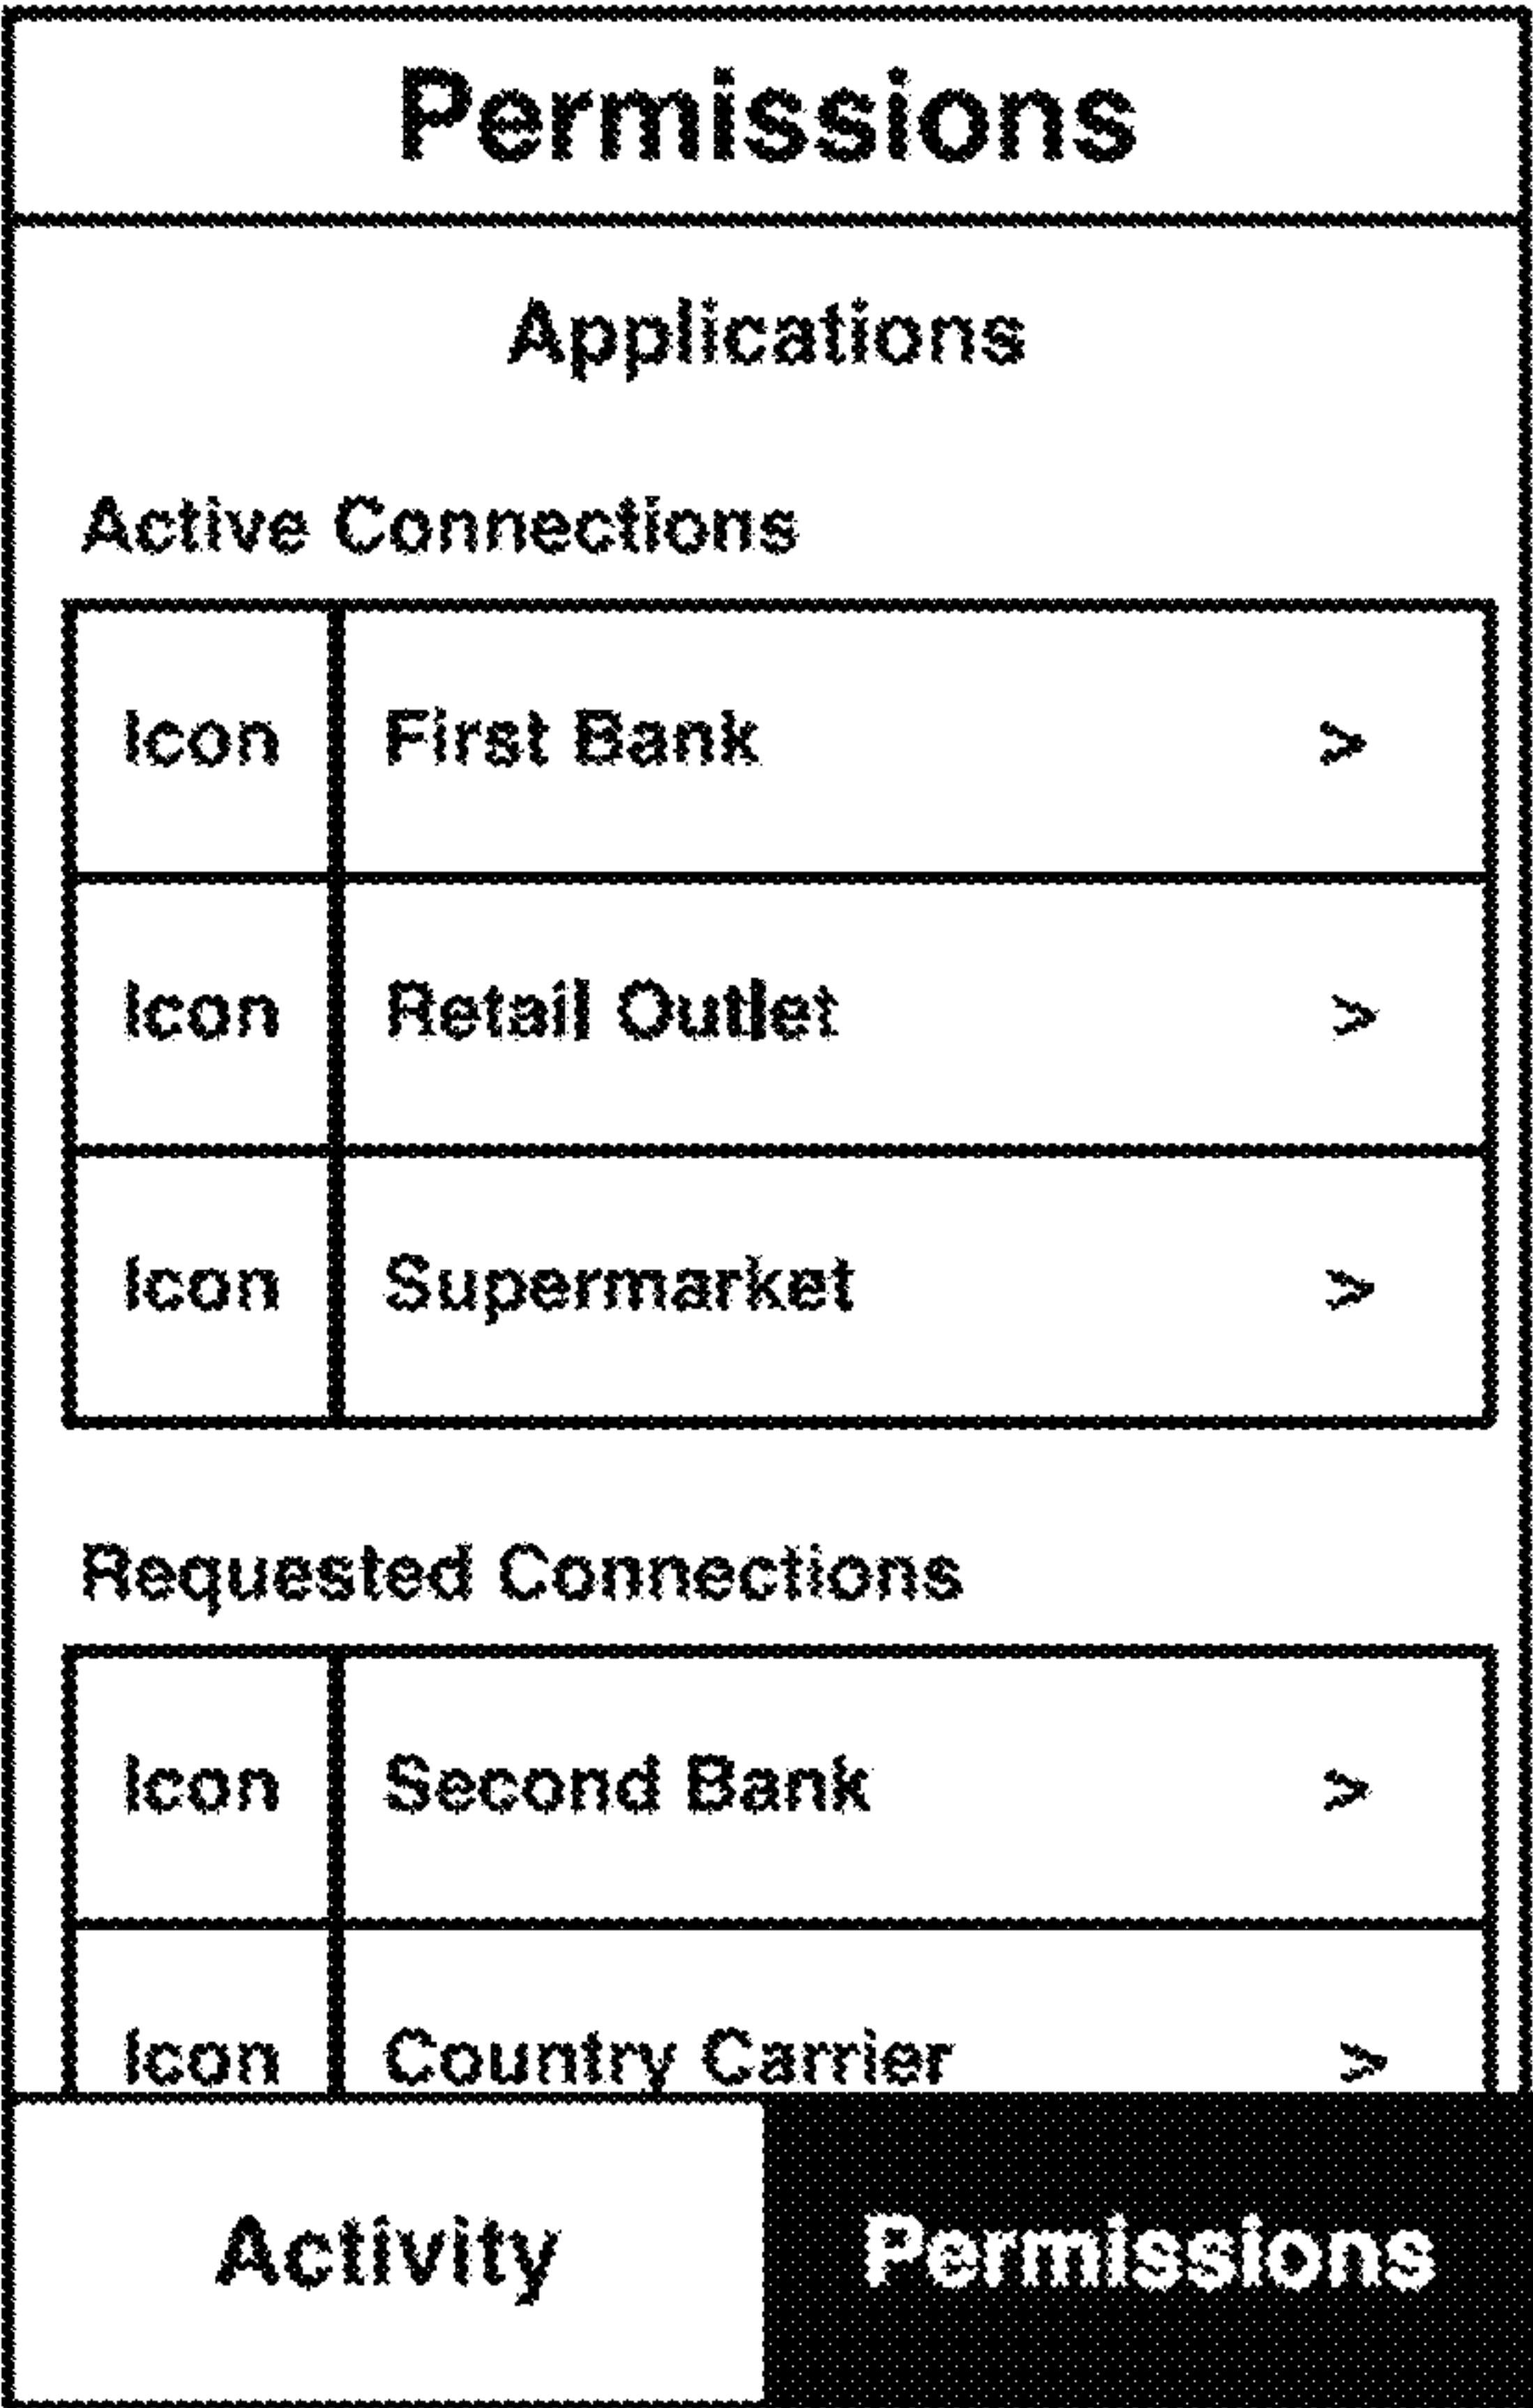 Permissions
Applications
Active Connections
Icon First Bank >
Icon Retail Outlet >
Icon Supermarket >
Requested Connections
Icon Second Bank >
Icon Country Carrier >
Activity Permissions